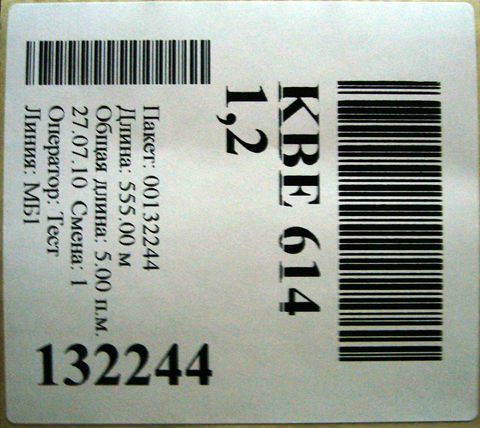 КВЕ 614
1,2
Пакет: 00132244
Длина: 555.00 м
Общая длина: 5.00 п.м.
27.07.10 Смена: 1
Оператор: Тест
Линия: МБ1
132244